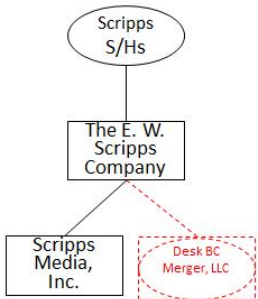 Scripps
S/Hs
The E. W.
Scripps
Company
Scripps
Media,
Inc.
Desk BC
Merger, LLC